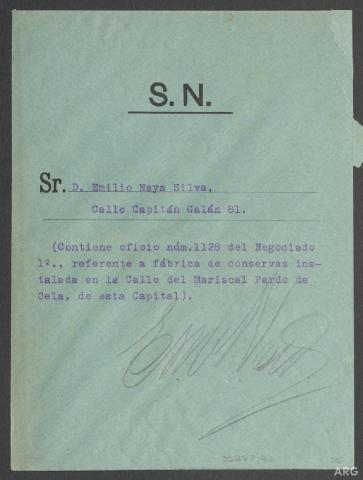 S.N.
Sr. D. Emilio Naya Silva,
Calle Capitán Galán 81.
(Contiene oficio núm.1128 del Negociado
1º., referente a fábrica de conservas ins-
talada en la Calle del Mariscal Pardo de
Cela, de esta Capital).
ARG